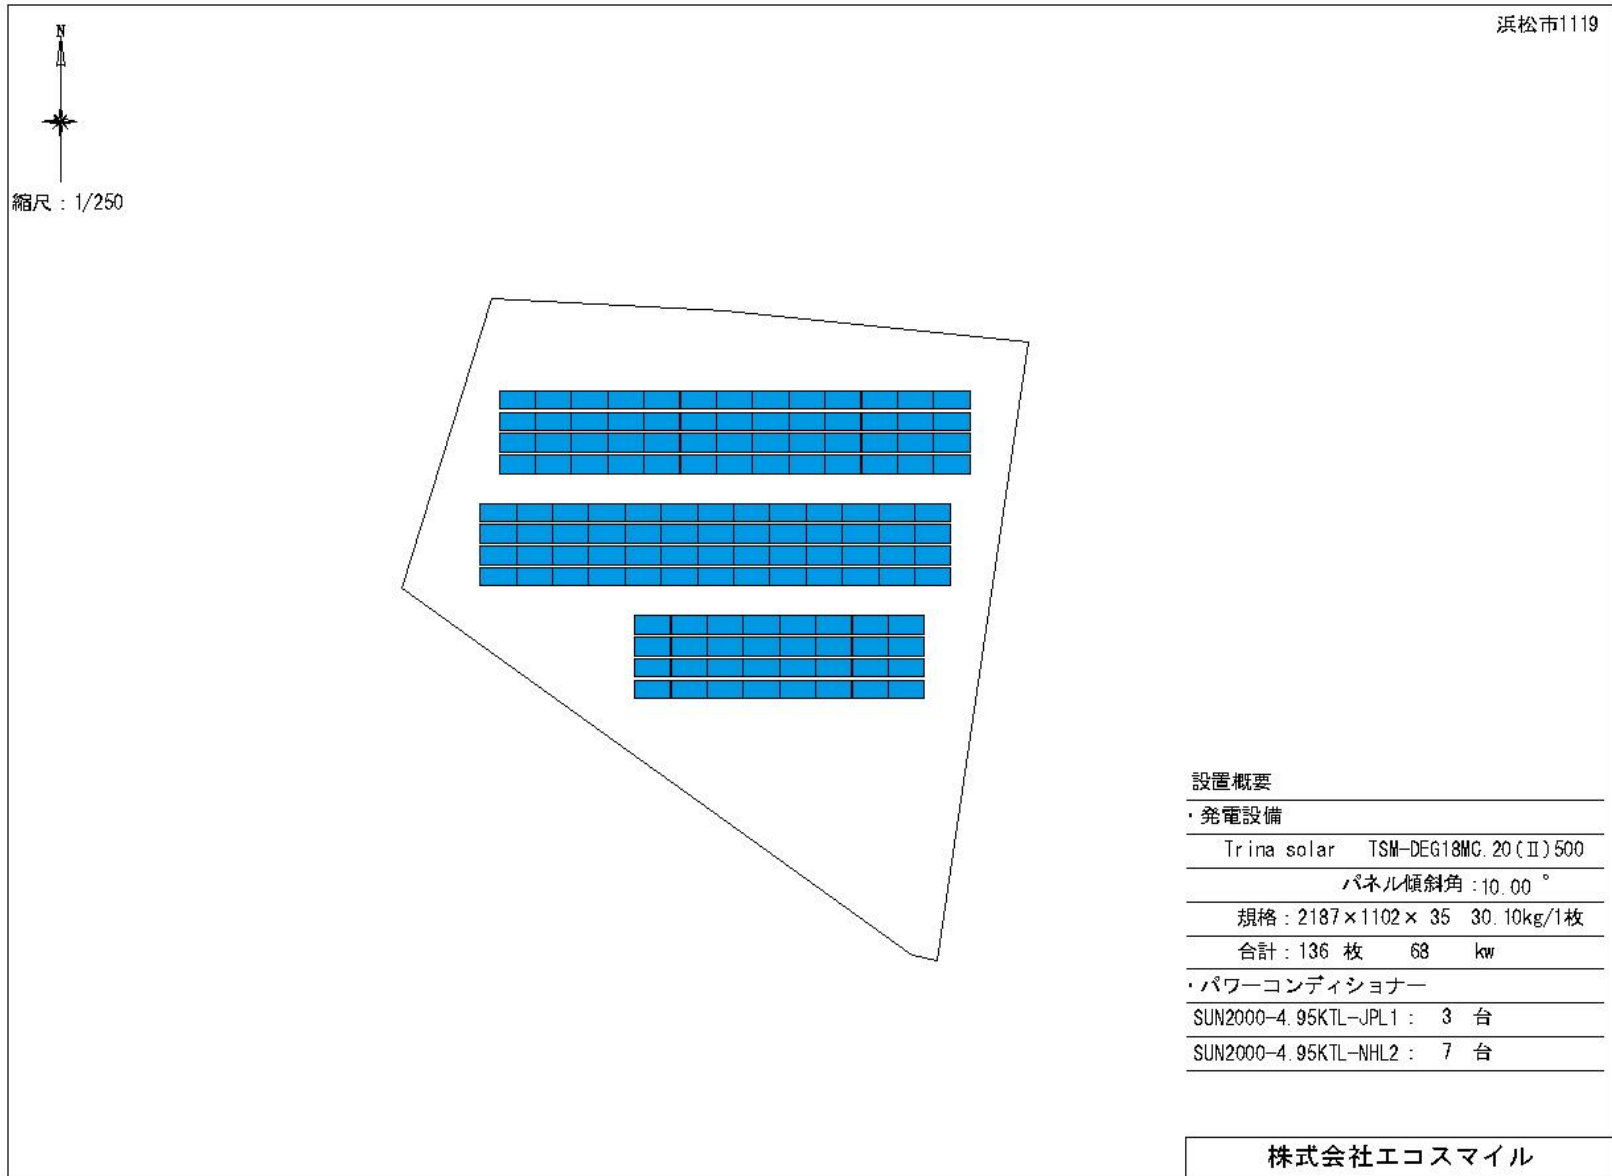 浜松市1119
N
縮尺：1/250
設置概要
・発電設備
Trina solar TSM-DEG18MC.20(Ⅱ)500
パネル傾斜角：10.00°
規格：2187×1102× 35 30.10kg/1枚
合計：136 枚 68 kw
・パワーコンディショナー
SUN2000-4.95KTL-JPL1： 3 台
SUN2000-4.95KTL-NHL2： 7 台
株式会社エコスマイル